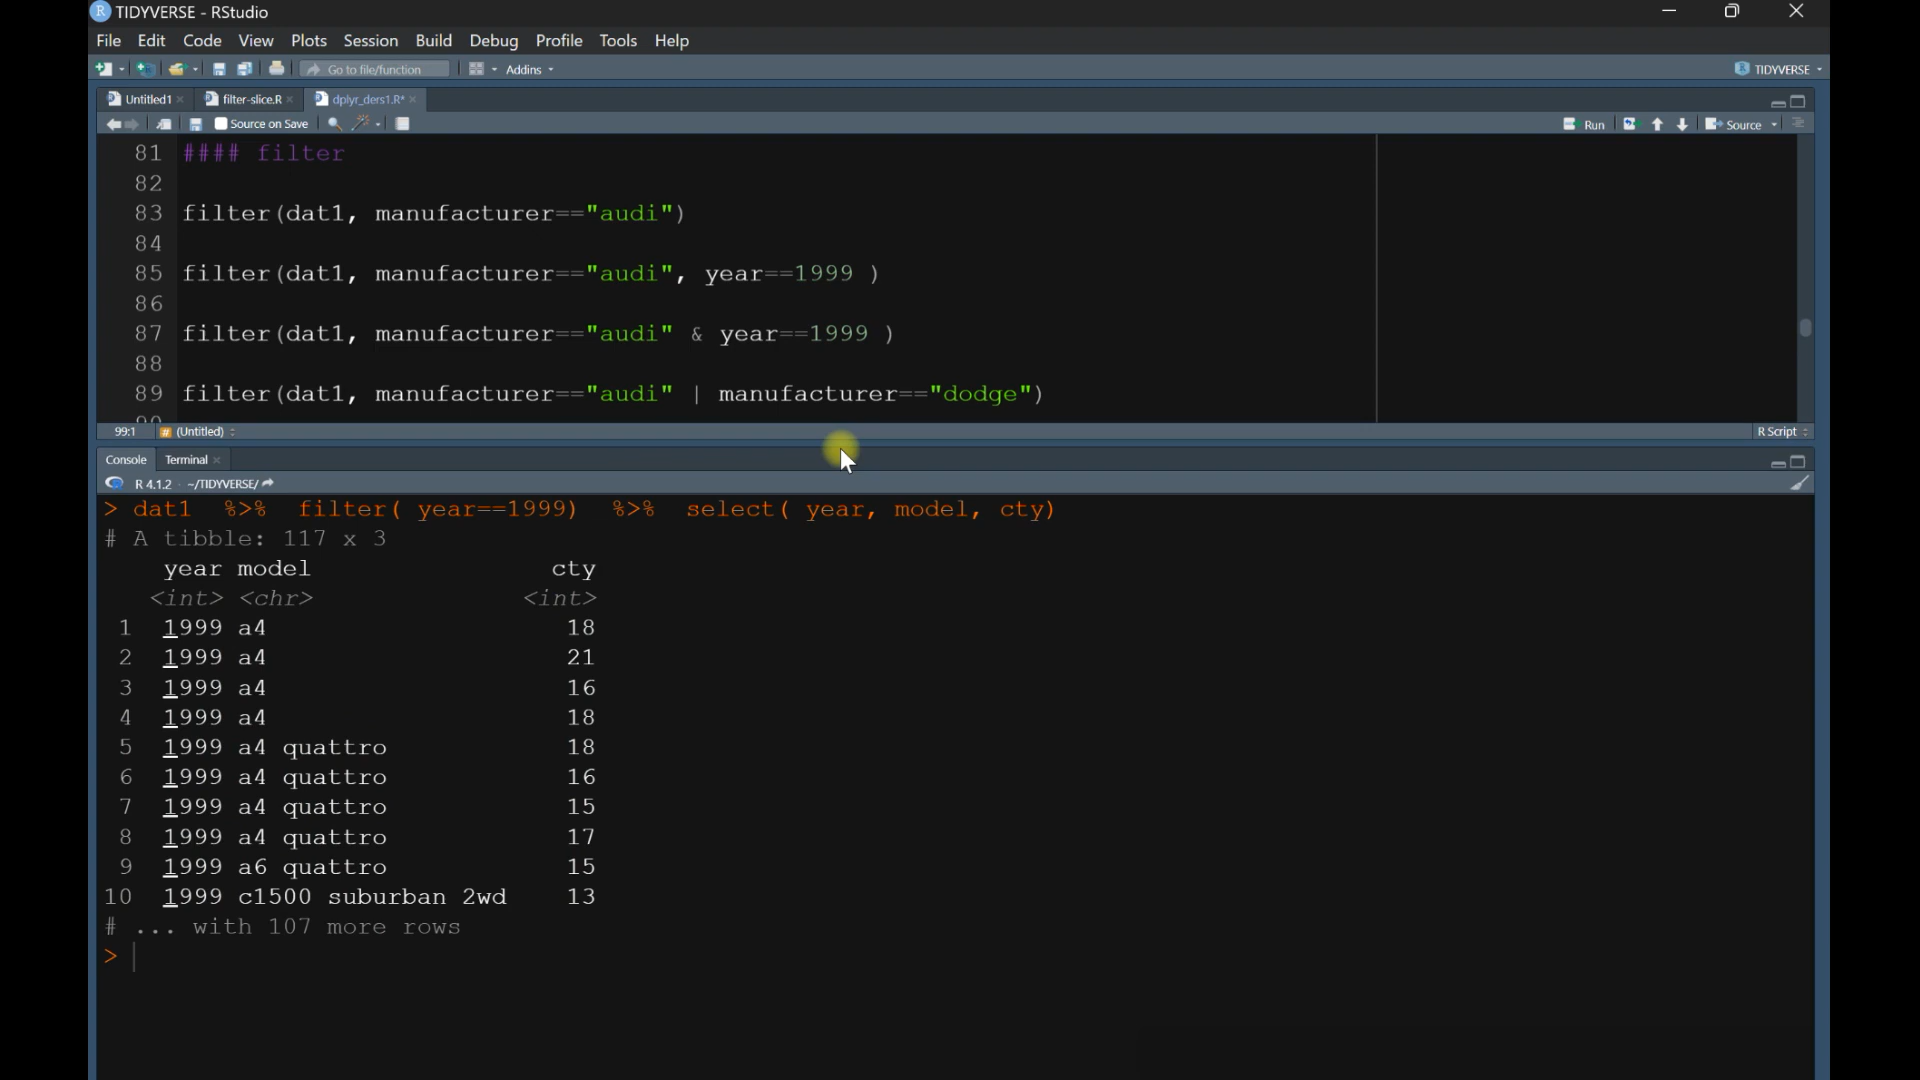 TIDYVERSE - RStudio
File Edit Code View Plots Session Build Debug Profile Tools Help
Go to file/function Addins TIDYVERSE
Untitled1 filter-slice.R dplyr_ders1.R*
Source on Save Run Source
81 #### filter
82
83 filter(dat1, manufacturer=="audi")
84
85 filter(dat1, manufacturer=="audi", year==1999 )
86
87 filter(dat1, manufacturer=="audi" & year==1999 )
88
89 filter(dat1, manufacturer=="audi" | manufacturer=="dodge")
90
99:1 # (Untitled) R Script
Console Terminal
R 4.1.2 · ~/TIDYVERSE/
> dat1 %>% filter( year==1999) %>% select( year, model, cty)
# A tibble: 117 x 3
year model cty
<int> <chr> <int>
1 1999 a4 18
2 1999 a4 21
3 1999 a4 16
4 1999 a4 18
5 1999 a4 quattro 18
6 1999 a4 quattro 16
7 1999 a4 quattro 15
8 1999 a4 quattro 17
9 1999 a6 quattro 15
10 1999 c1500 suburban 2wd 13
# ... with 107 more rows
>